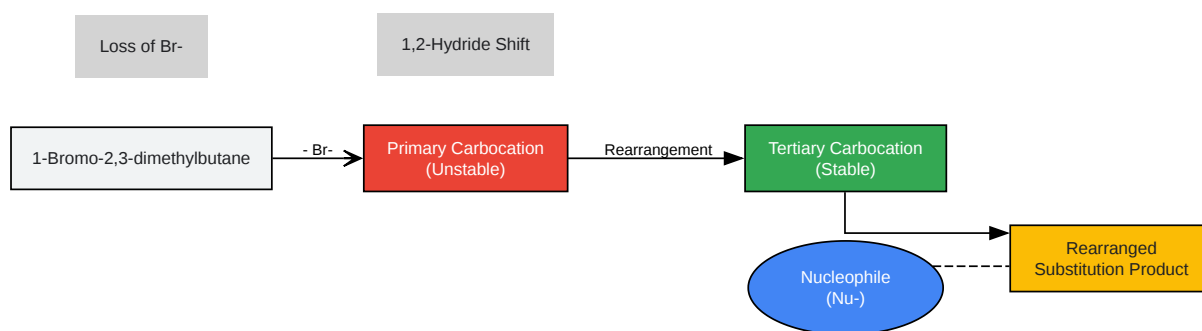 Loss of Br-
1,2-Hydride Shift
1-Bromo-2,3-dimethylbutane
- Br-
Primary Carbocation
(Unstable)
Rearrangement
Tertiary Carbocation
(Stable)
Nucleophile
(Nu-)
Rearranged
Substitution Product